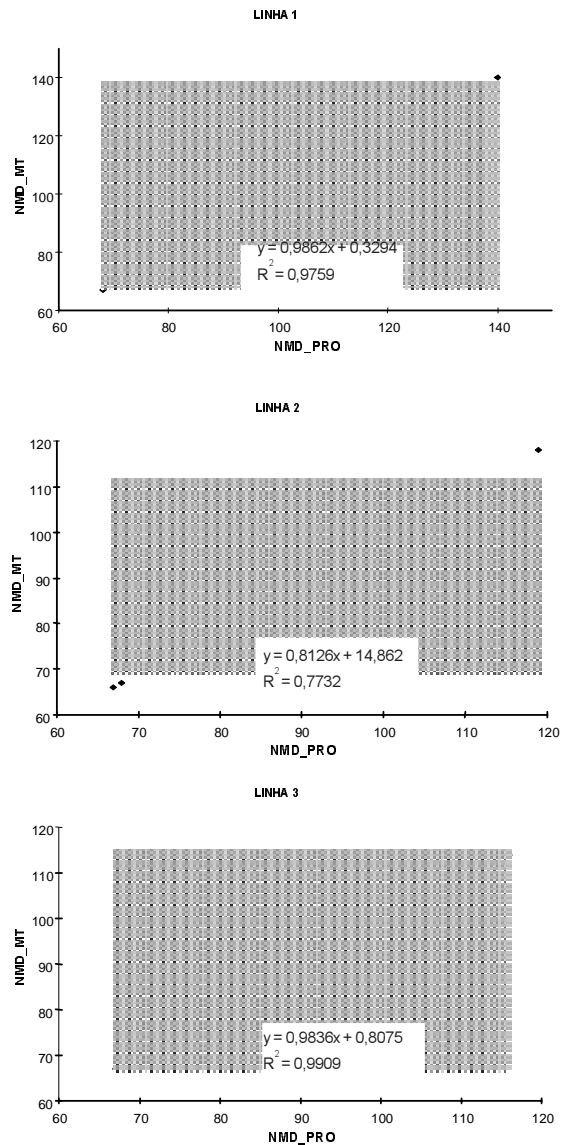 LINHA 1
140
120
100
80
60
NMD_MT
y = 0,9862x + 0,3294
R² = 0,9759
60 80 100 120 140
NMD_PRO
LINHA 2
120
110
100
90
80
70
60
NMD_MT
y = 0,8126x + 14,862
R² = 0,7732
60 70 80 90 100 110 120
NMD_PRO
LINHA 3
120
110
100
90
80
70
60
NMD_MT
y = 0,9836x + 0,8075
R² = 0,9909
60 70 80 90 100 110 120
NMD_PRO